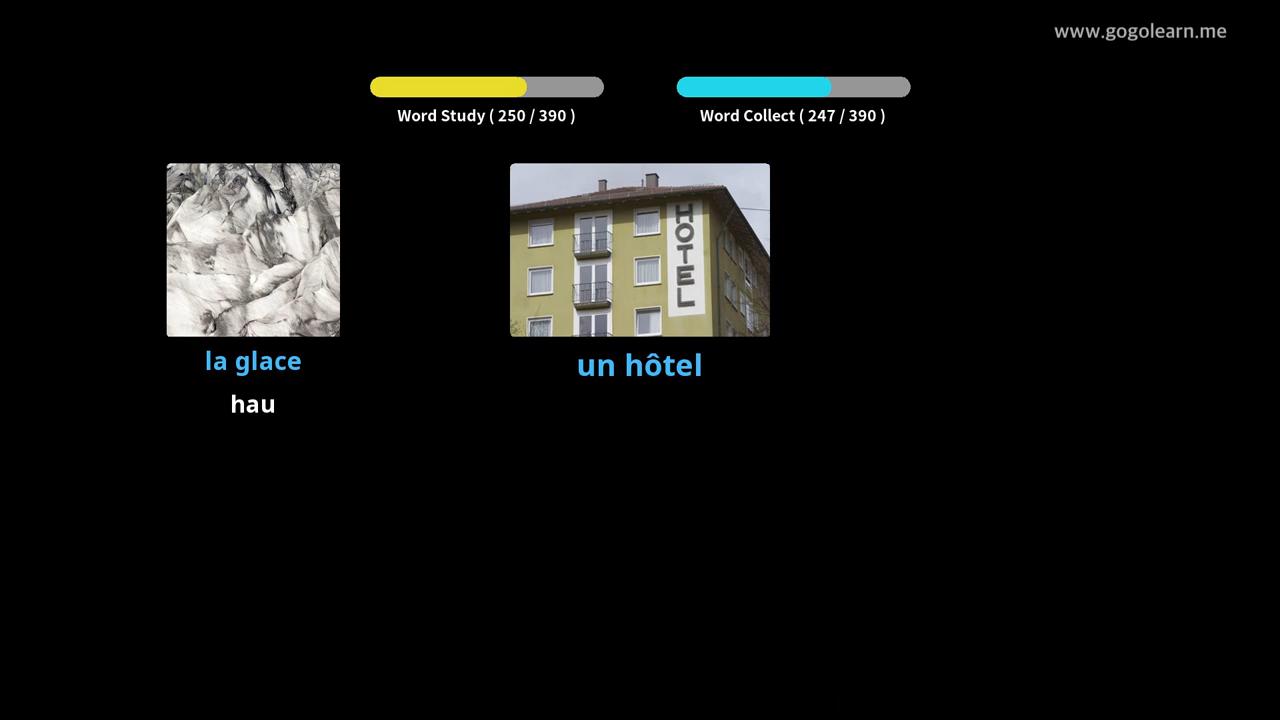 www.gogolearn.me
Word Study ( 250 / 390 )
Word Collect ( 247 / 390 )
HOTEL
la glace
un hôtel
hau